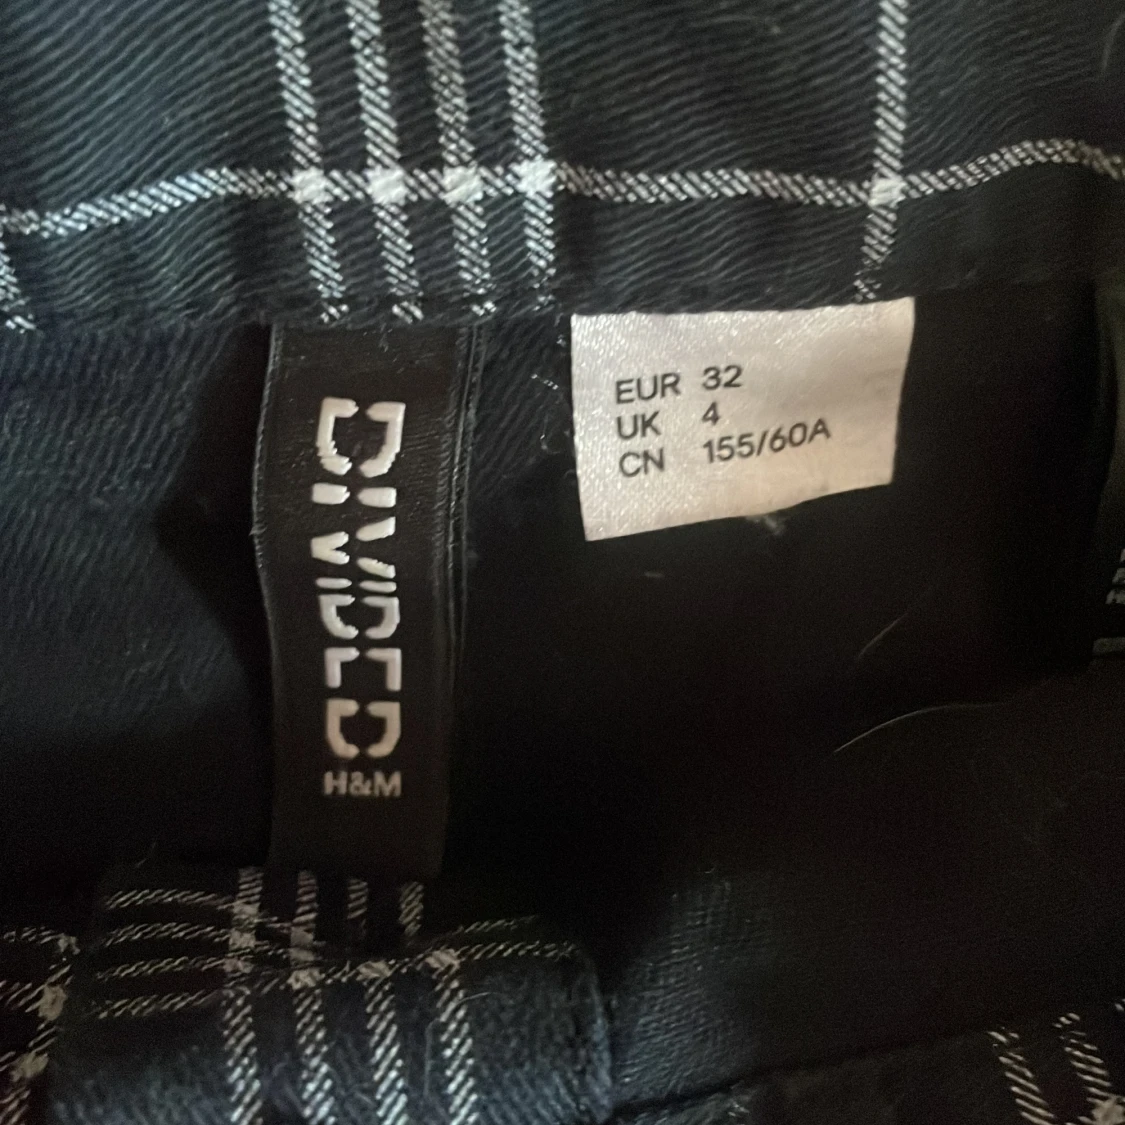 DIVIDED
H&M
EUR 32
UK 4
CN 155/60A